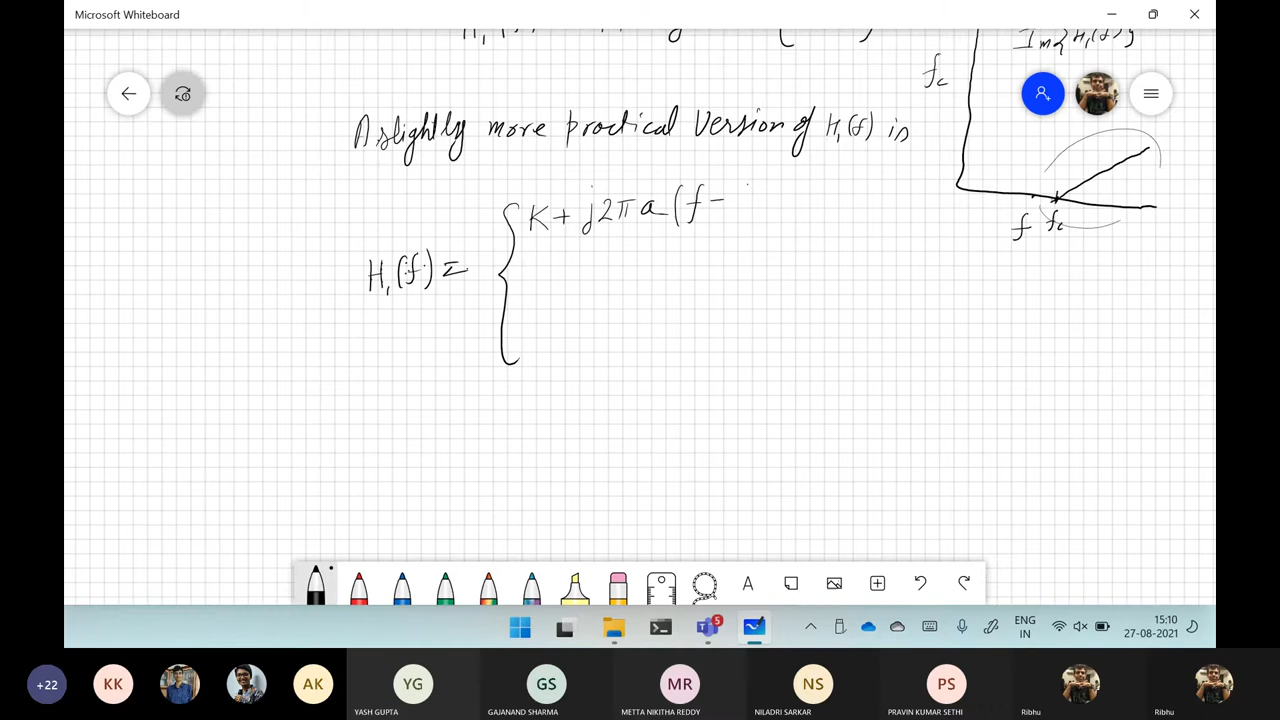 Microsoft Whiteboard
Im{H₁(f)}
fc
A slightly more practical version of H₁(f) is
K + j2πa (f -
H₁(f) =
f fc
A
5
ENG
IN
15:10
27-08-2021
+22
KK
AK
YG
GS
MR
NS
PS
YASH GUPTA
GAJANAND SHARMA
METTA NIKITHA REDDY
NILADRI SARKAR
PRAVIN KUMAR SETHI
Ribhu
Ribhu